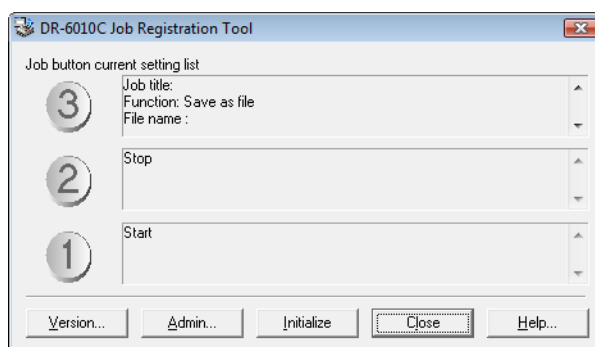 DR-6010C Job Registration Tool
Job button current setting list
3
Job title:
Function: Save as file
File name :
2
Stop
1
Start
Version... Admin... Initialize Close Help...